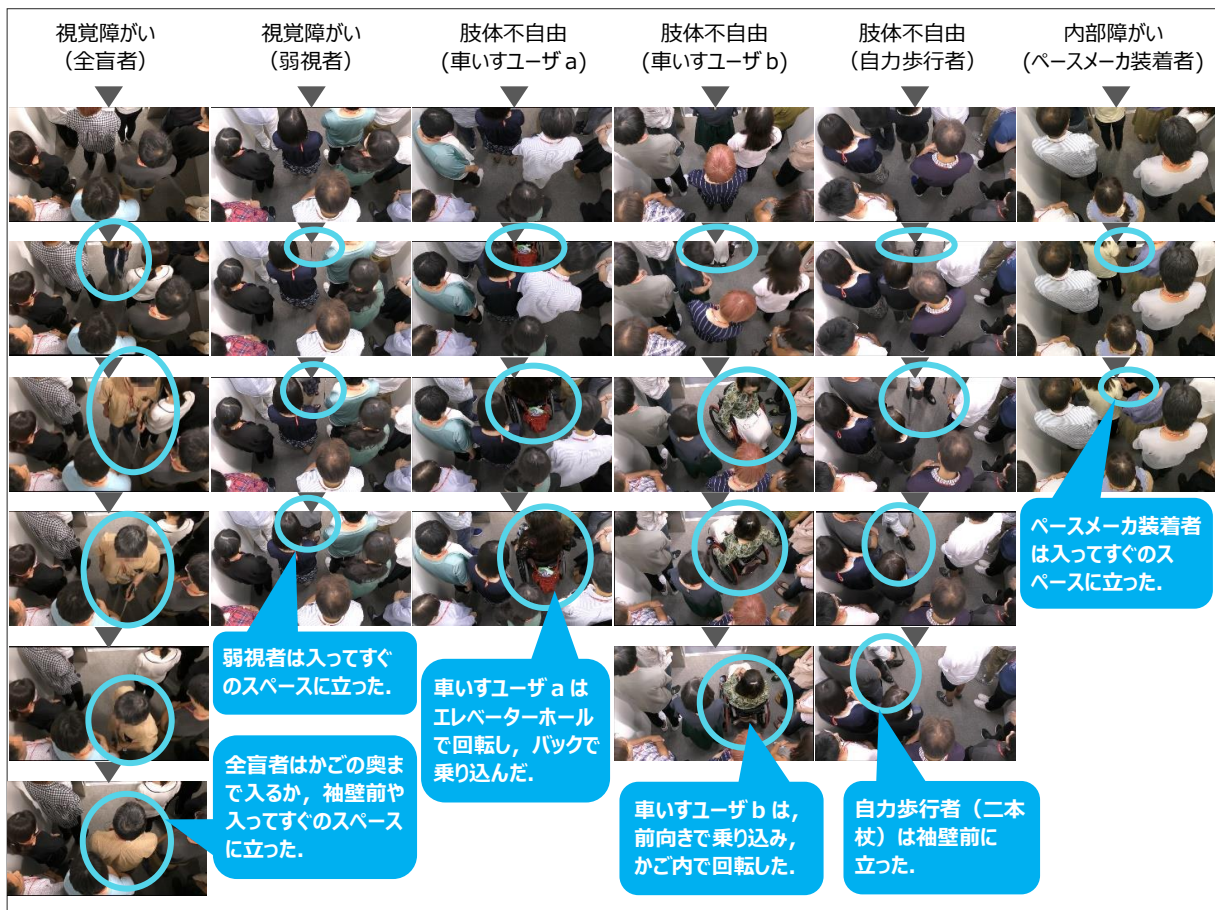 視覚障がい
（全盲者）
視覚障がい
（弱視者）
肢体不自由
(車いすユーザ a)
肢体不自由
(車いすユーザ b)
肢体不自由
（自力歩行者）
内部障がい
(ペースメーカ装着者)
ペースメーカ装着者
は入ってすぐのス
ペースに立った．
弱視者は入ってすぐ
のスペースに立った．
車いすユーザ a は
エレベーターホール
で回転し，バックで
乗り込んだ．
全盲者はかごの奥ま
で入るか，袖壁前や
入ってすぐのスペース
に立った．
車いすユーザ b は，
前向きで乗り込み，
かご内で回転した．
自力歩行者（二本
杖）は袖壁前に
立った．